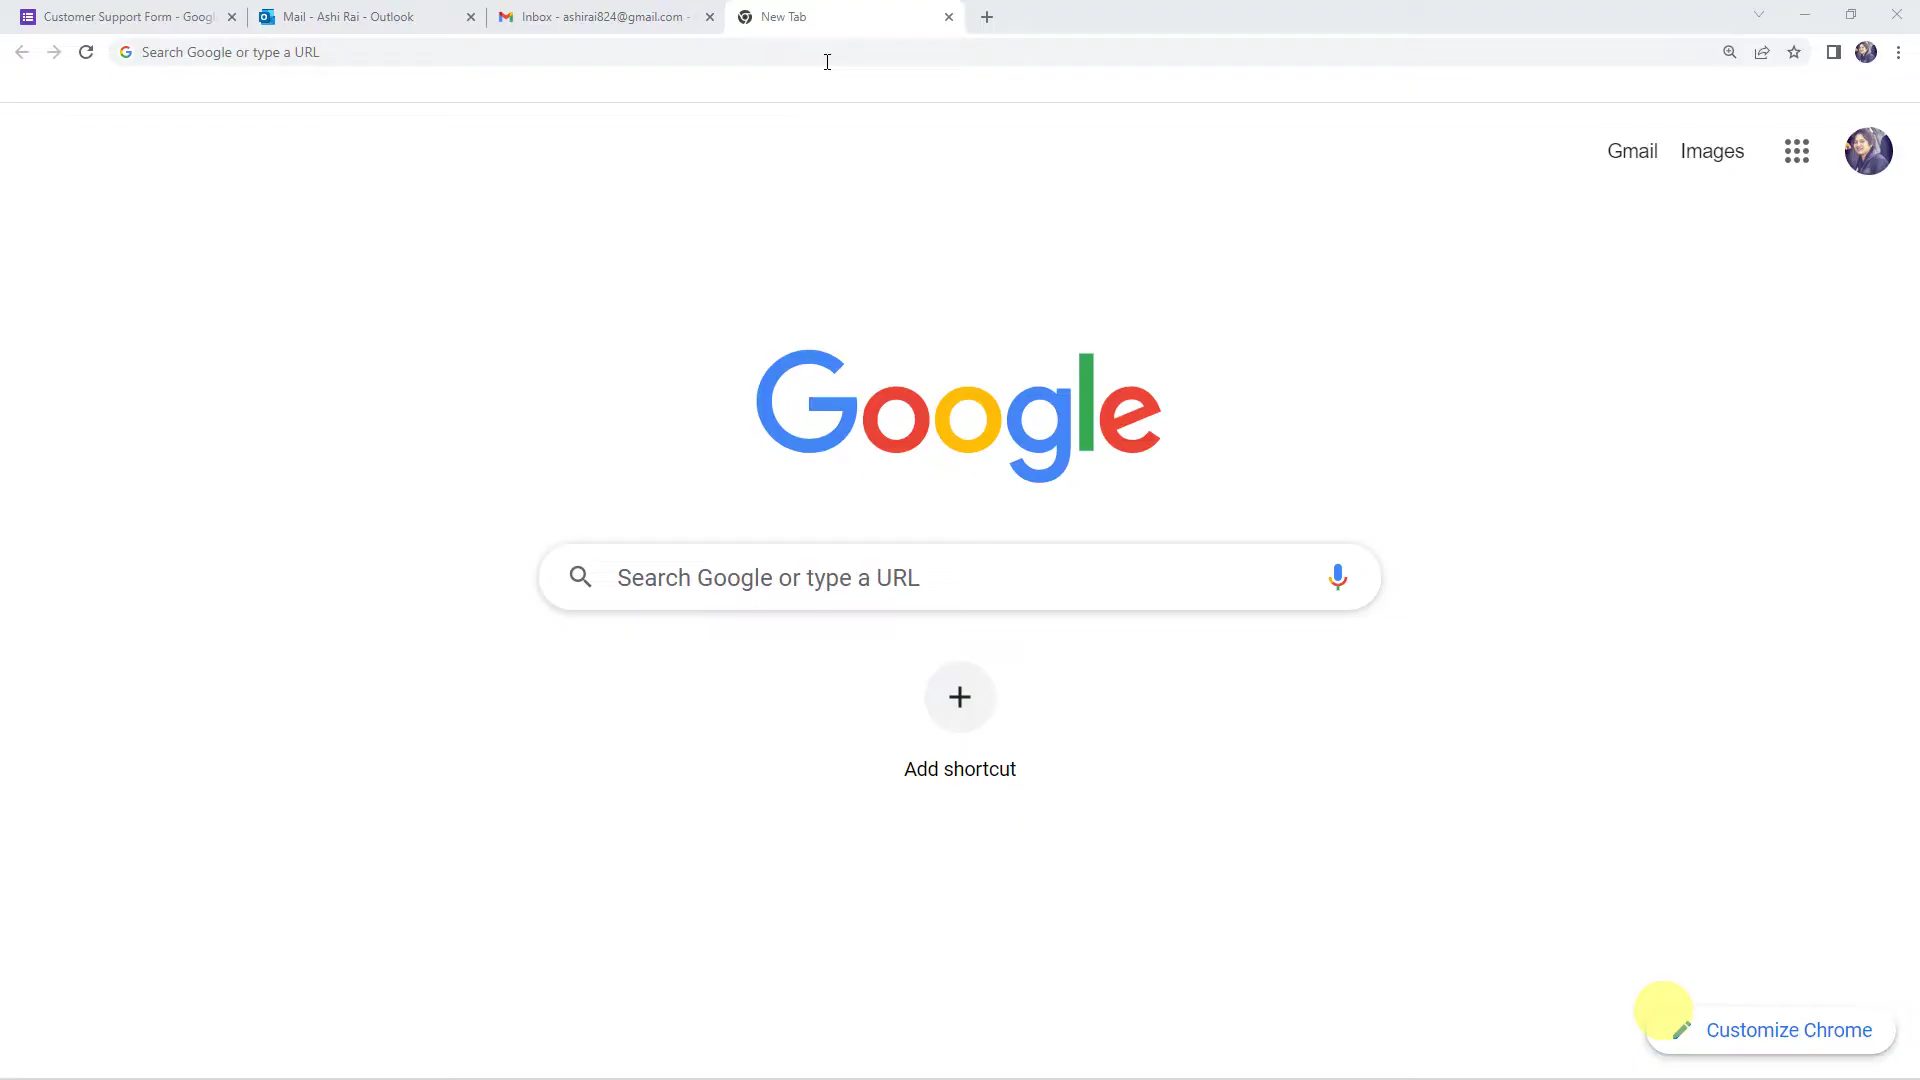 Customer Support Form - Googl
Mail - Ashi Rai - Outlook
Inbox - ashirai824@gmail.com -
New Tab
Search Google or type a URL
Gmail
Images
Google
Search Google or type a URL
Add shortcut
Customize Chrome